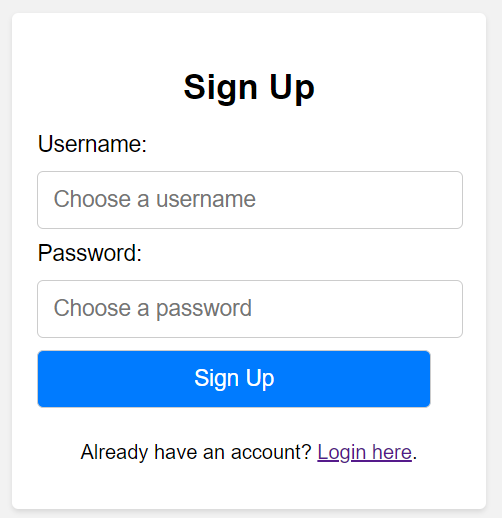 Sign Up
Username:
Choose a username
Password:
Choose a password
Sign Up
Already have an account? Login here.